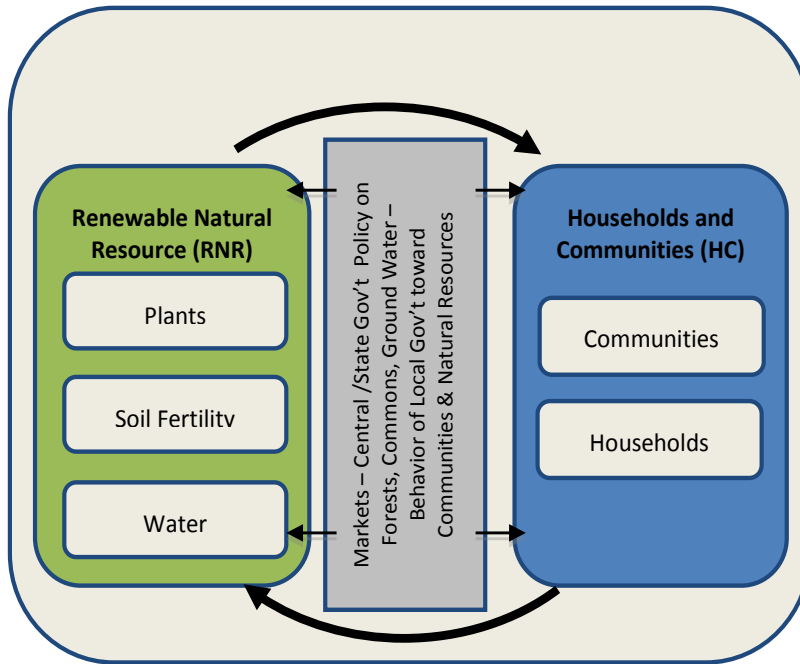 Renewable Natural
Resource (RNR)
Plants
Soil Fertility
Water
Markets – Central /State Gov't Policy on
Forests, Commons, Ground Water –
Behavior of Local Gov't toward
Communities & Natural Resources
Households and
Communities (HC)
Communities
Households